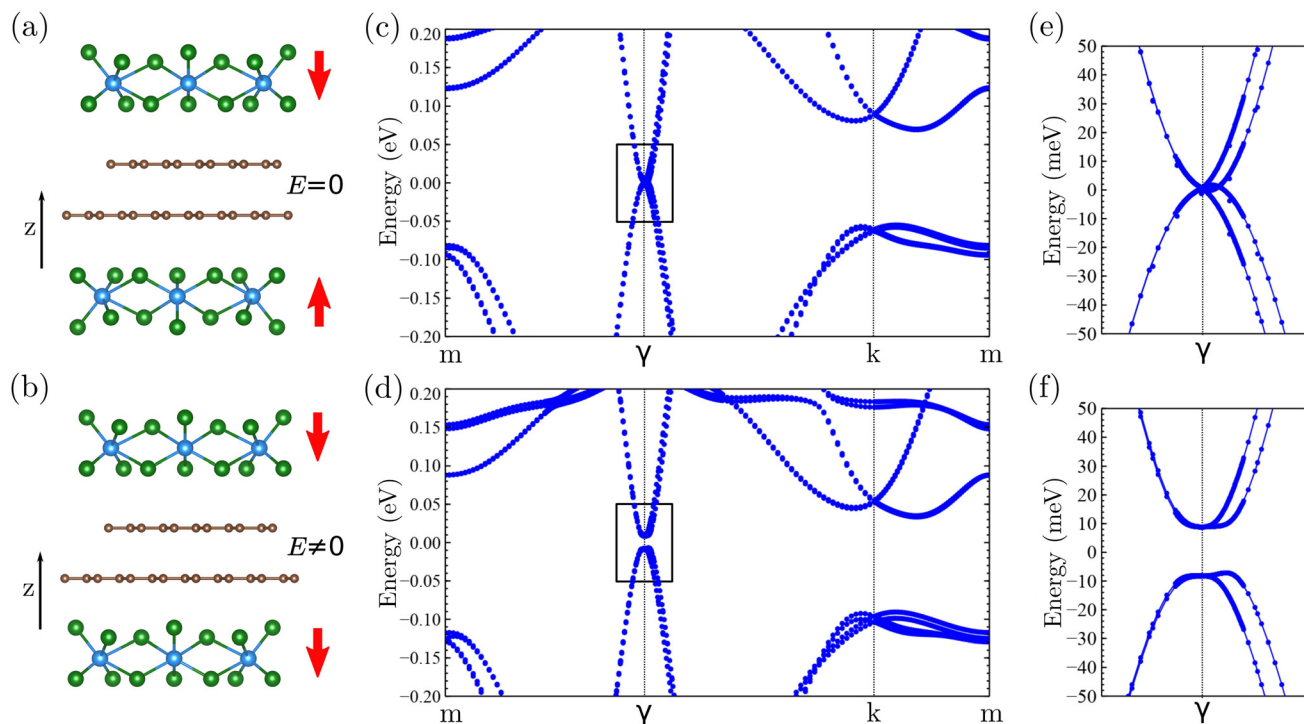 (a)
E=0
z
(b)
E≠0
z
(c)
Energy (eV)
0.20
0.15
0.10
0.05
0.00
−0.05
−0.10
−0.15
−0.20
m γ k m
(d)
Energy (eV)
0.20
0.15
0.10
0.05
0.00
−0.05
−0.10
−0.15
−0.20
m γ k m
(e)
Energy (meV)
50
40
30
20
10
0
−10
−20
−30
−40
−50
γ
(f)
Energy (meV)
50
40
30
20
10
0
−10
−20
−30
−40
−50
γ